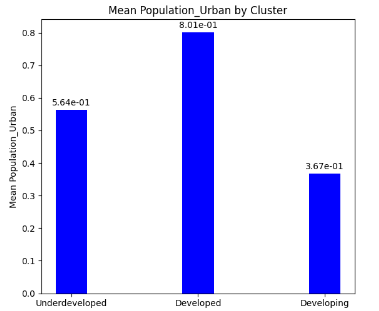 Mean Population_Urban by Cluster
Mean Population_Urban
0.8
0.7
0.6
0.5
0.4
0.3
0.2
0.1
0.0
5.64e-01
8.01e-01
3.67e-01
Underdeveloped
Developed
Developing